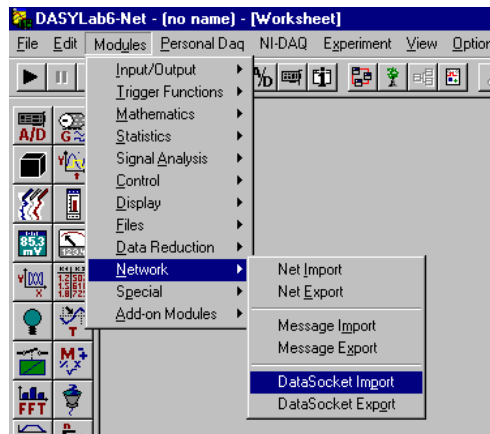 DASYLab6-Net - (no name) - [Worksheet]
File Edit Modules Personal Daq NI-DAQ Experiment View Option
Input/Output
Trigger Functions
Mathematics
Statistics
Signal Analysis
Control
Display
Files
Data Reduction
Network
Special
Add-on Modules
Net Import
Net Export
Message Import
Message Export
DataSocket Import
DataSocket Export
A/D
G
85.3
mV
T
M
FFT